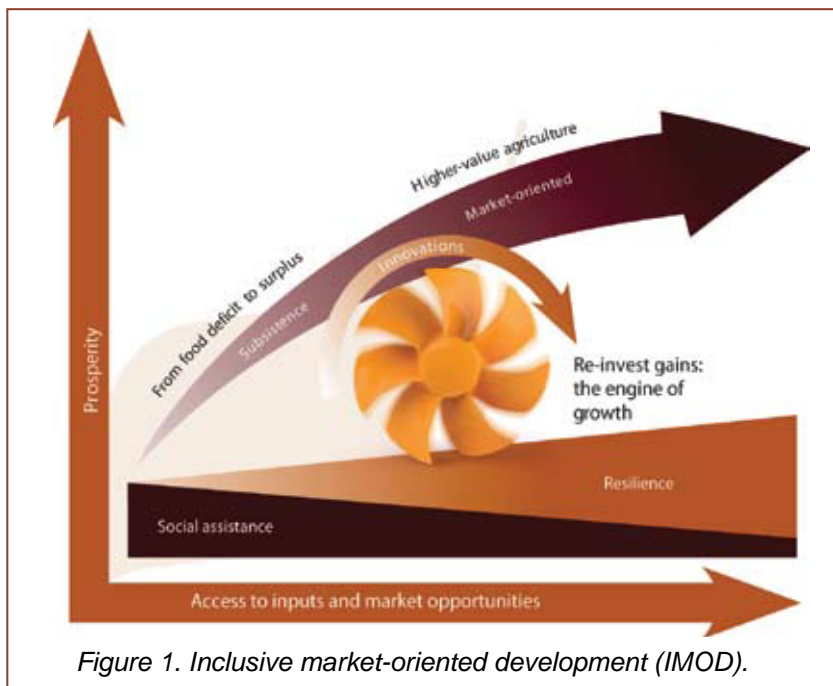 Prosperity
From food deficit to surplus
Higher-value agriculture
Subsistence
Market-oriented
Innovations
Re-invest gains:
the engine of
growth
Resilience
Social assistance
Access to inputs and market opportunities
Figure 1. Inclusive market-oriented development (IMOD).